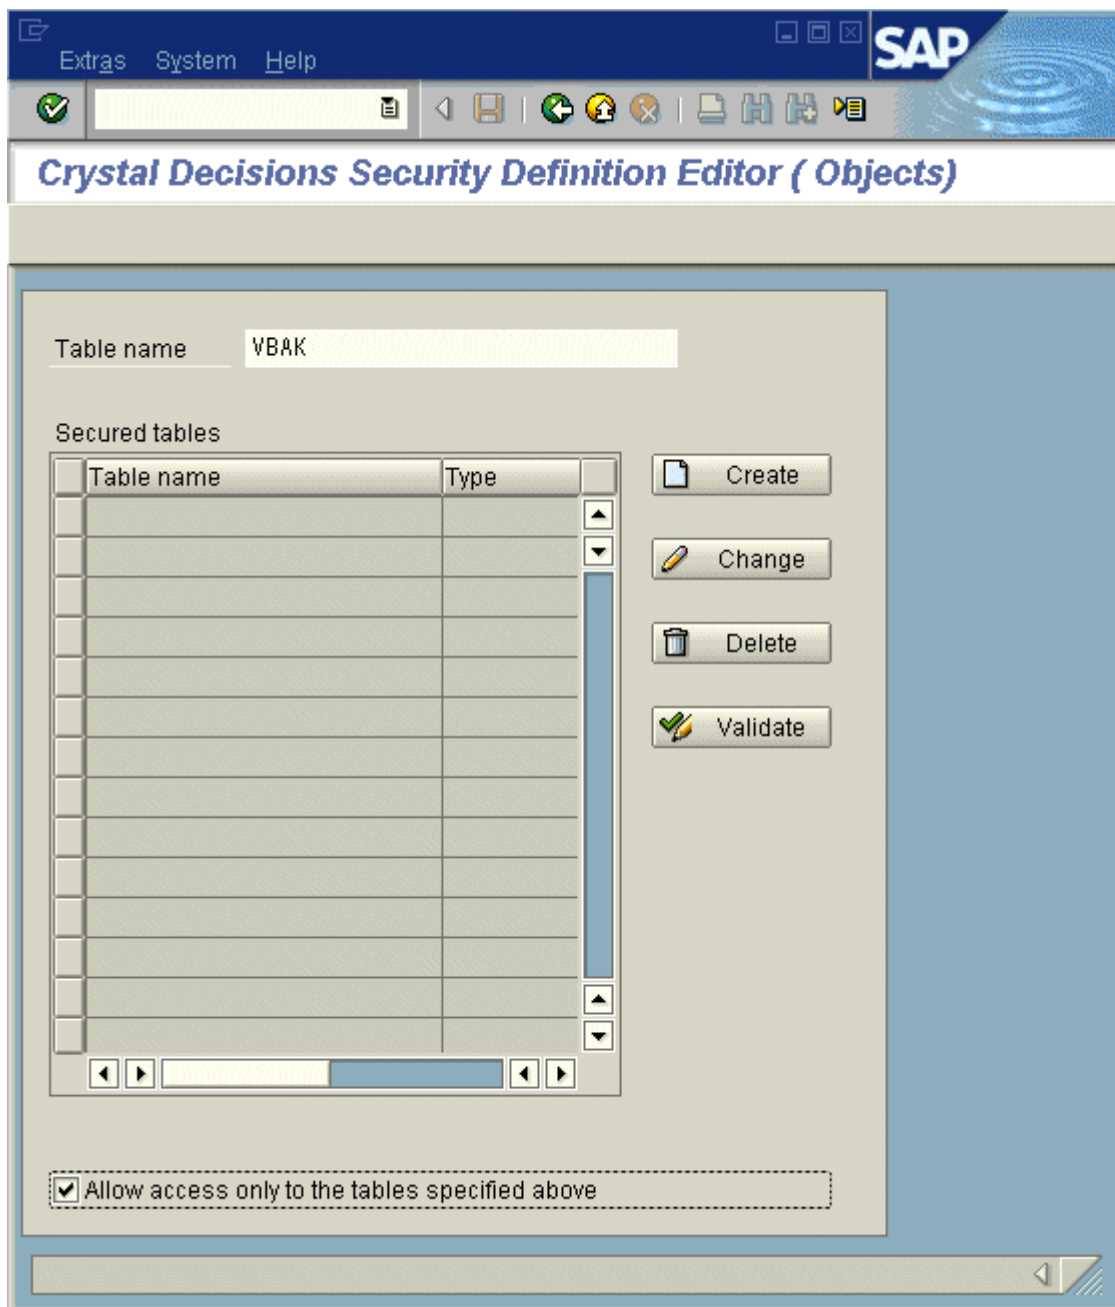 Extras System Help
SAP
Crystal Decisions Security Definition Editor ( Objects)
Table name VBAK
Secured tables
Table name Type
Create
Change
Delete
Validate
Allow access only to the tables specified above